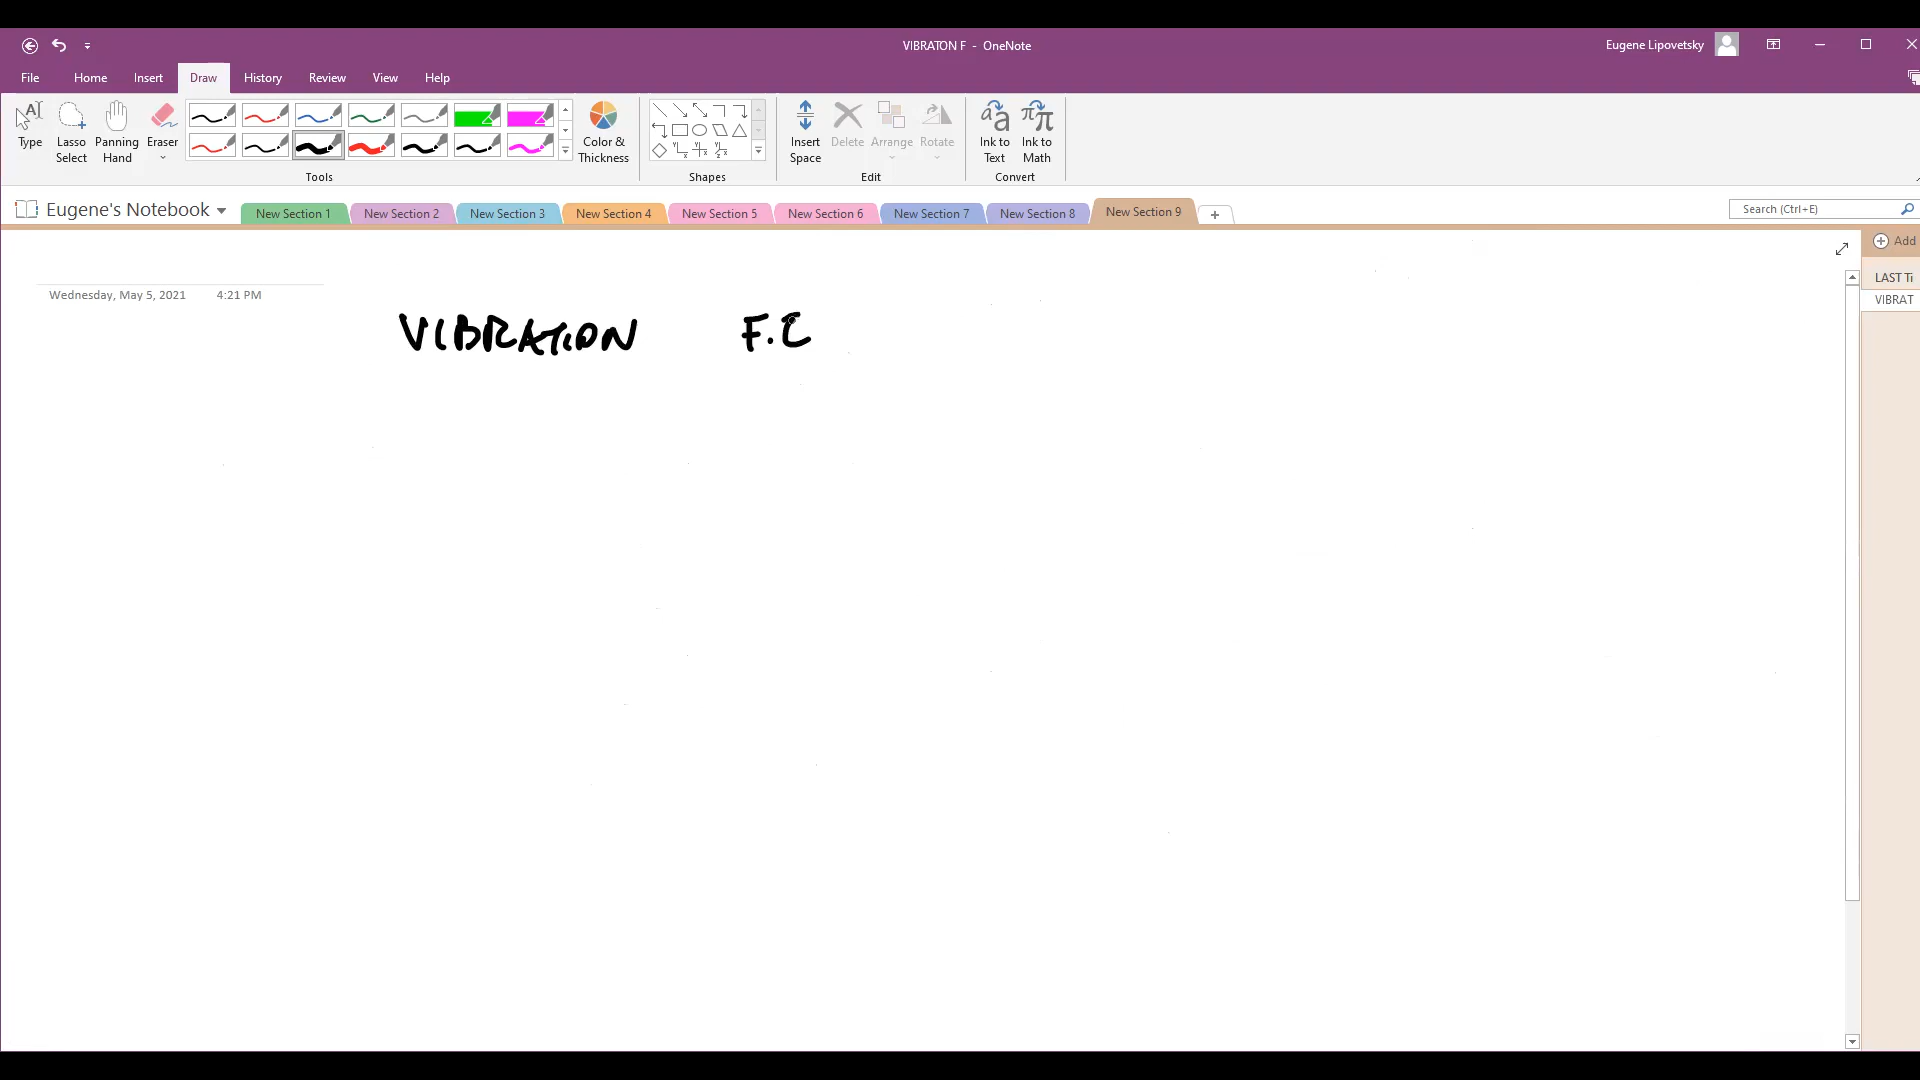 VIBRATON F - OneNote
Eugene Lipovetsky
File Home Insert Draw History Review View Help
Type
Lasso Select
Panning Hand
Eraser
Color & Thickness
Insert Space
Delete
Arrange
Rotate
Ink to Text
Ink to Math
Tools Shapes Edit Convert
Eugene's Notebook New Section 1 New Section 2 New Section 3 New Section 4 New Section 5 New Section 6 New Section 7 New Section 8 New Section 9
Search (Ctrl+E)
Add
LAST Ti
VIBRAT
Wednesday, May 5, 2021 4:21 PM
VIBRATION F.